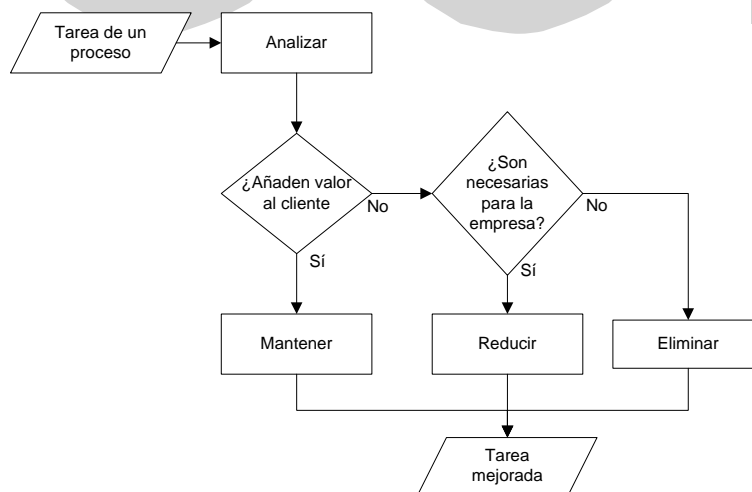 Tarea de un
proceso
Analizar
¿Añaden valor
al cliente
No
¿Son
necesarias
para la
empresa?
No
Sí
Sí
Mantener
Reducir
Eliminar
Tarea
mejorada